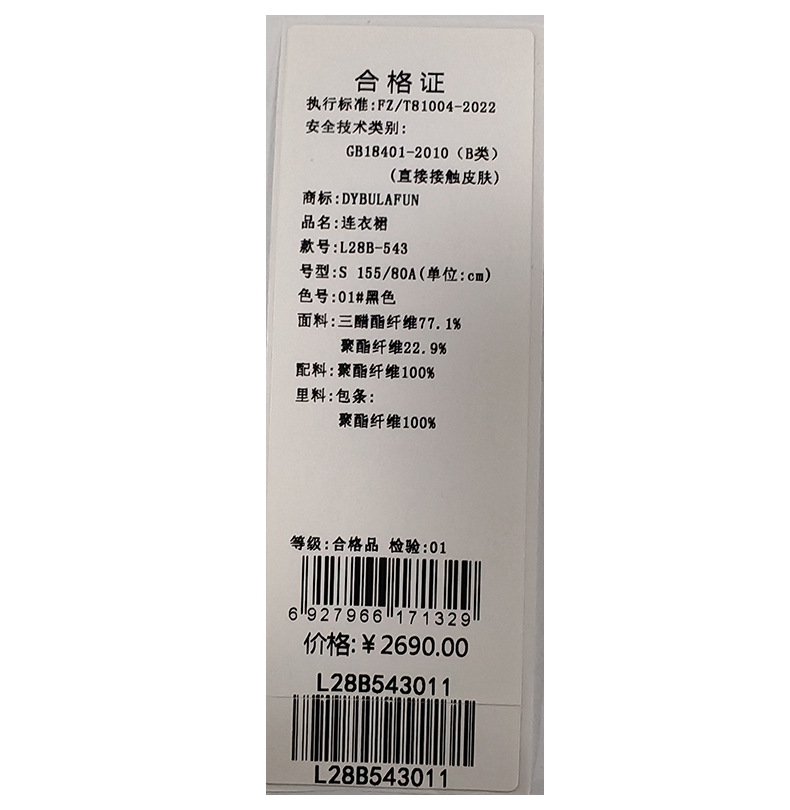 合格证
执行标准:FZ/T81004-2022
安全技术类别:
GB18401-2010 (B类)
(直接接触皮肤)
商标:DYBULAFUN
品名:连衣裙
款号:L28B-543
号型:S 155/80A(单位:cm)
色号:01#黑色
面料:三醋酯纤维77.1%
聚酯纤维22.9%
配料:聚酯纤维100%
里料:包条:
聚酯纤维100%
等级:合格品 检验:01
6 927966 171329
价格:¥2690.00
L28B543011
L28B543011